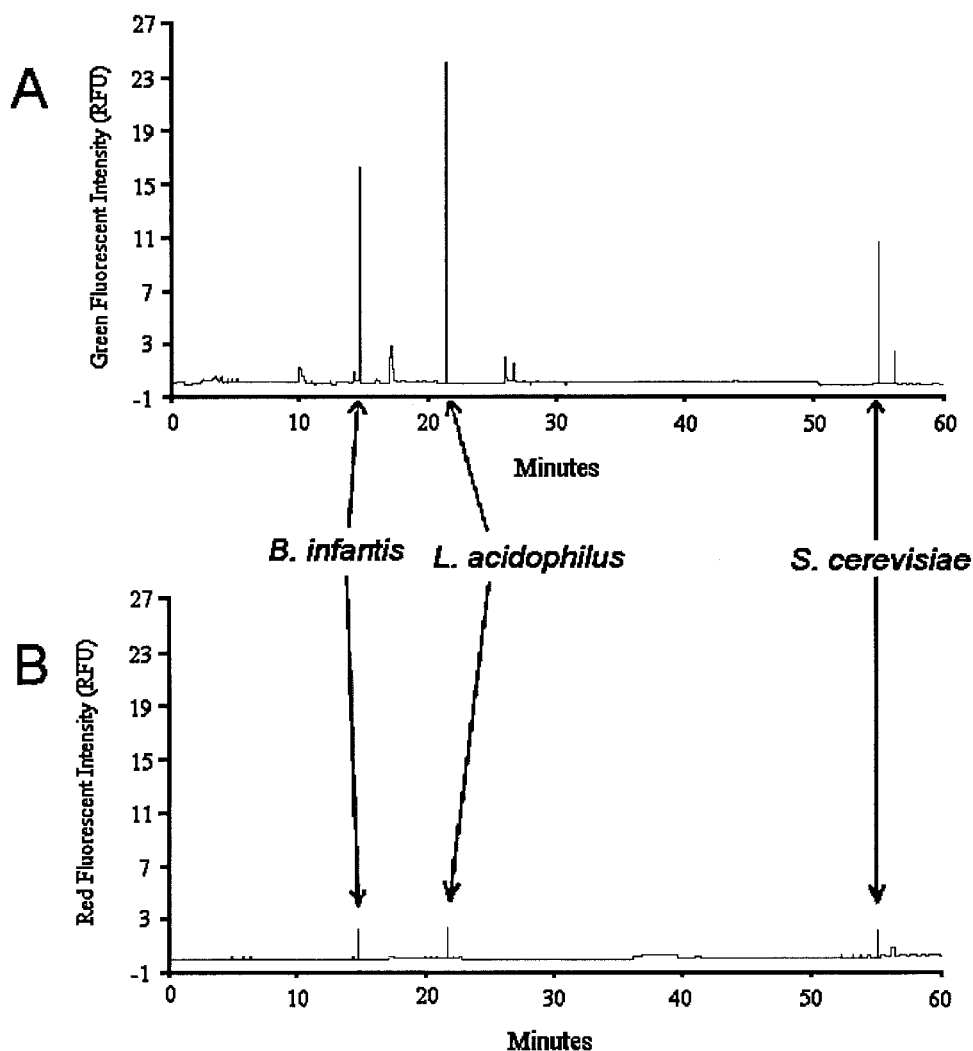 A
Green Fluorescent Intensity (RFU)
27
23
19
15
11
7
3
-1
0 10 20 30 40 50 60
Minutes
B. infantis L. acidophilus S. cerevisiae
B
Red Fluorescent Intensity (RFU)
27
23
19
15
11
7
3
-1
0 10 20 30 40 50 60
Minutes